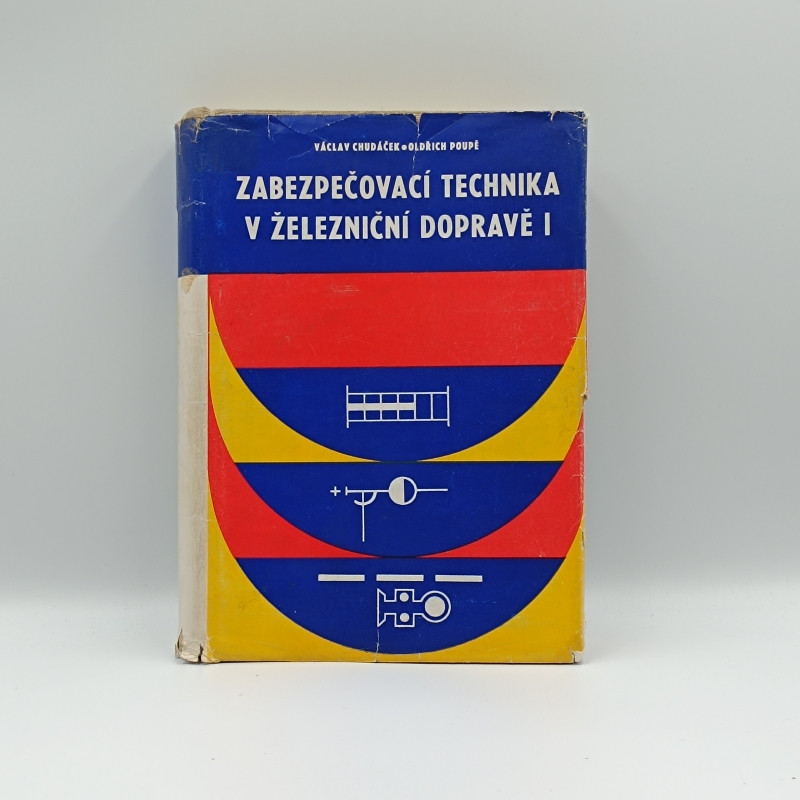 VÁCLAV CHUDÁČEK • OLDŘICH POUPĚ
ZABEZPEČOVACÍ TECHNIKA
V ŽELEZNIČNÍ DOPRAVĚ I